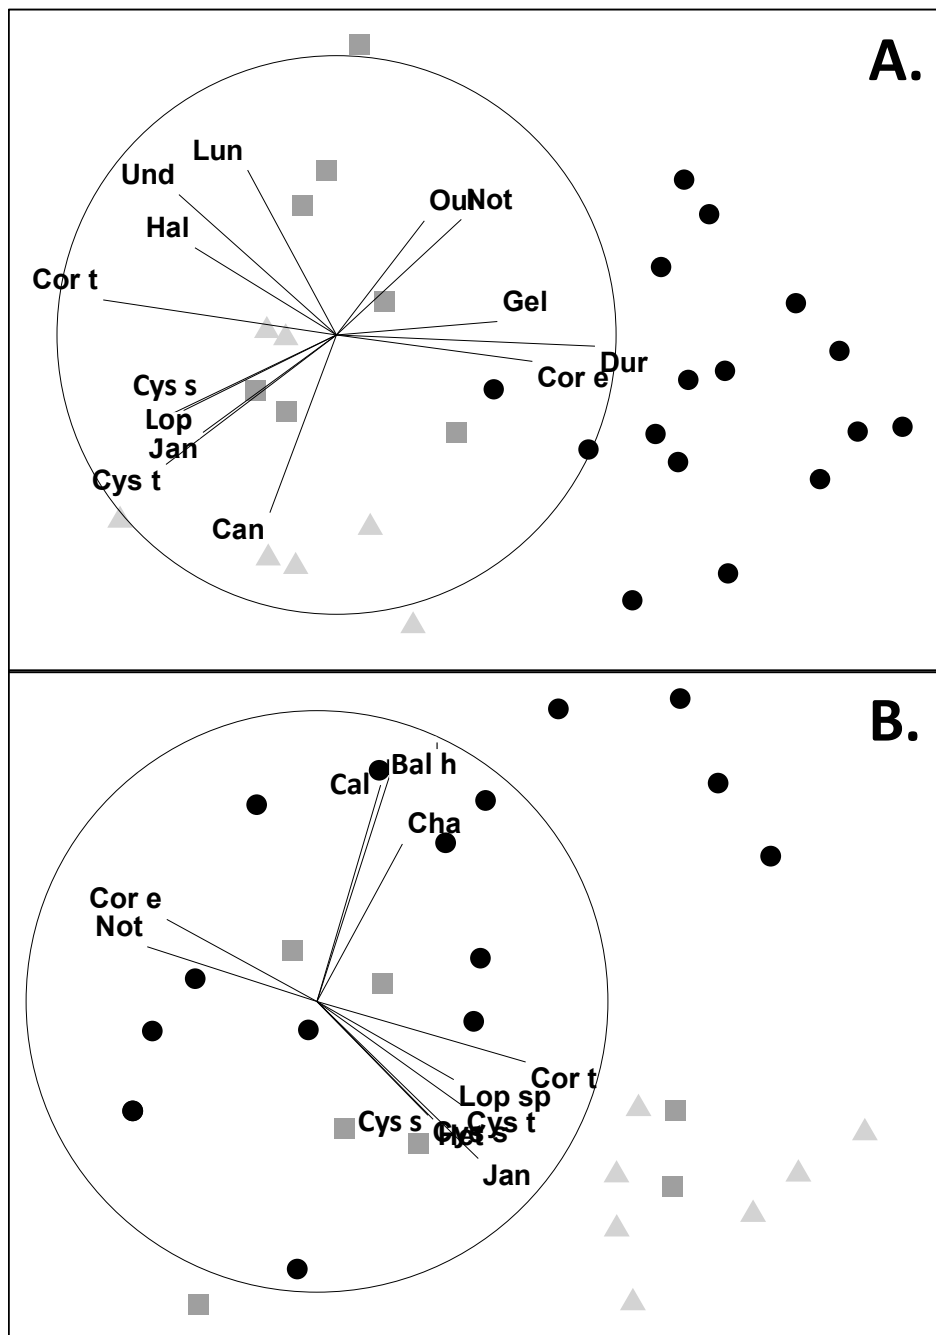 A.
Lun
Und
Hal
Not
Cor t
Gel
Dur
Cor e
Cys s
Lop
Jan
Cys t
Can
B.
Bal h
Cal
Cha
Cor e
Not
Cor t
Lop sp
Cys s
Cys t
Jan